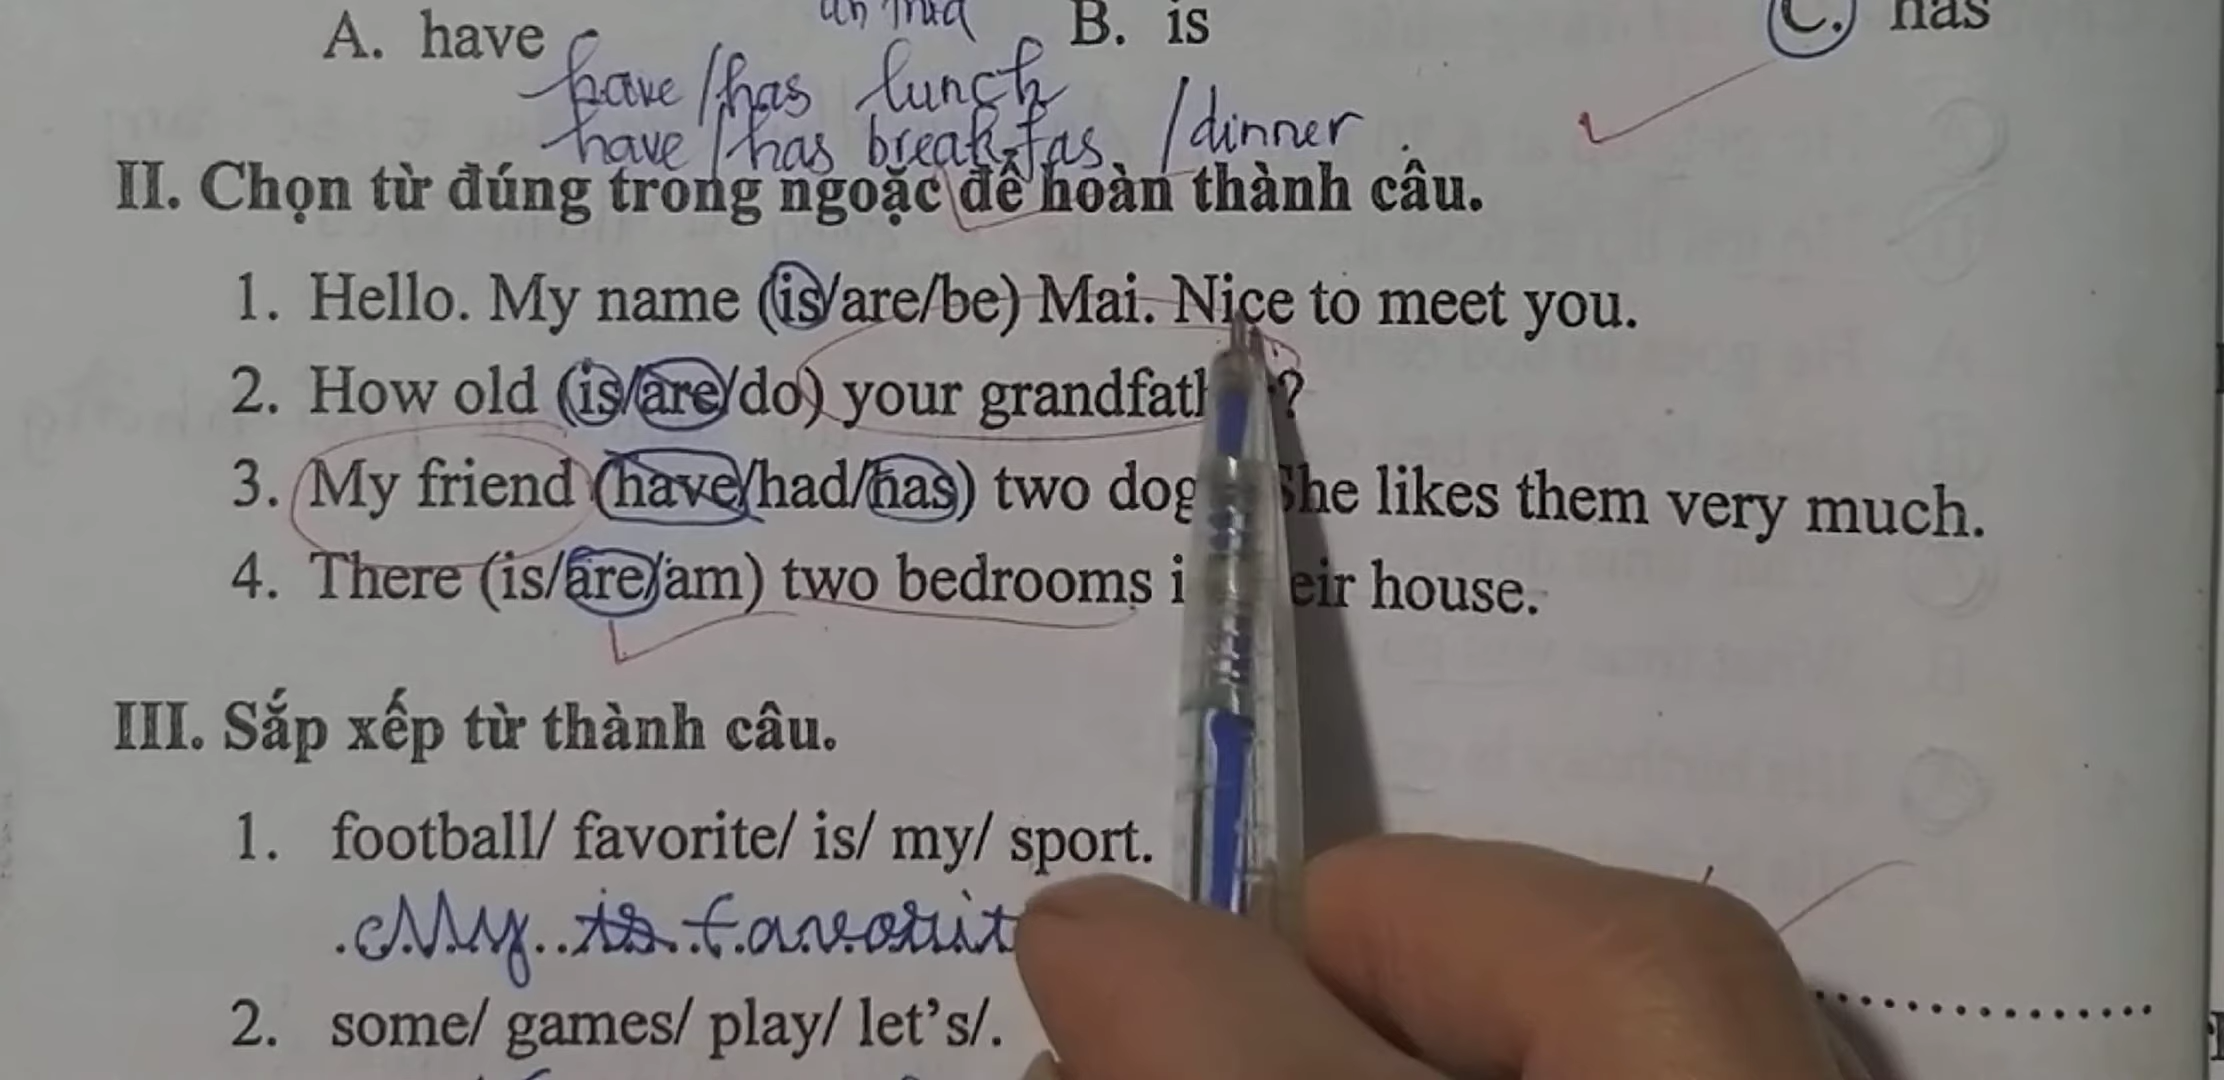 A. have B. is C. has
have/has lunch
have/has breakfas /dinner
II. Chọn từ đúng trong ngoặc để hoàn thành câu.
1. Hello. My name (is/are/be) Mai. Nice to meet you.
2. How old (is/are/do) your grandfath ?
3. My friend (have/had/has) two dog She likes them very much.
4. There (is/are/am) two bedrooms i eir house.
III. Sắp xếp từ thành câu.
1. football/ favorite/ is/ my/ sport.
My is favorit
2. some/ games/ play/ let's/.